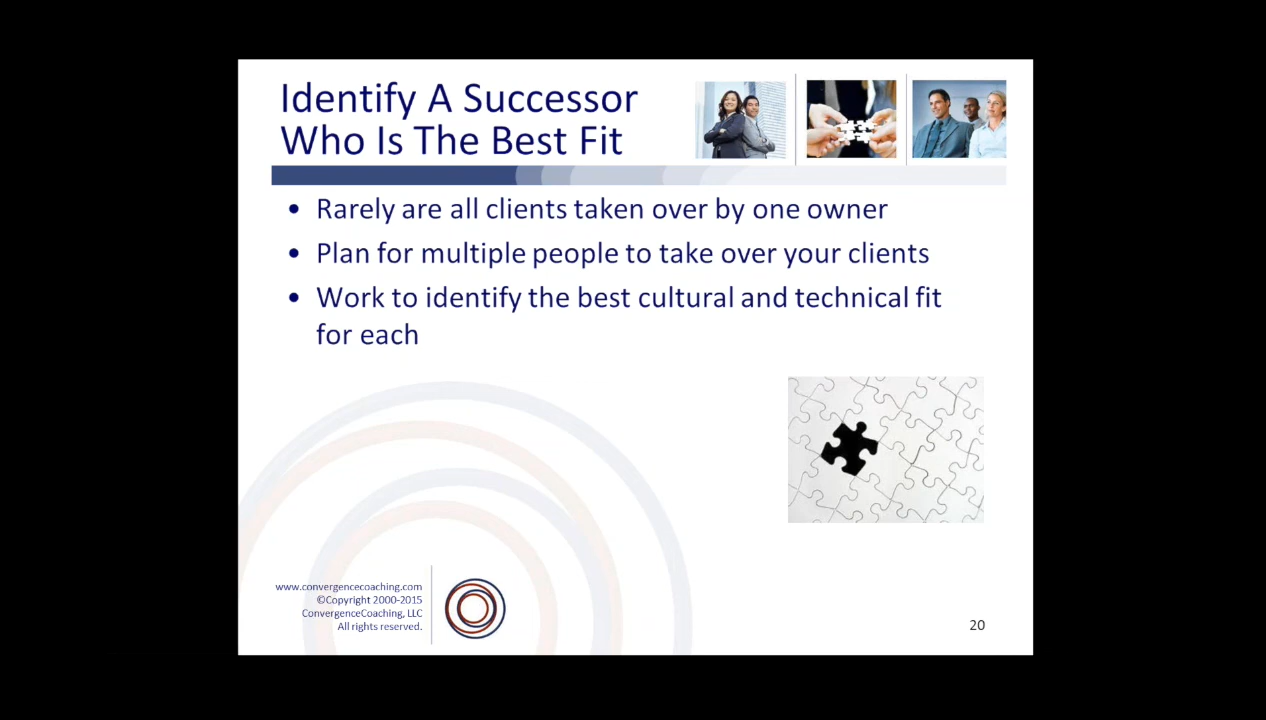 Identify A Successor
Who Is The Best Fit
• Rarely are all clients taken over by one owner
• Plan for multiple people to take over your clients
• Work to identify the best cultural and technical fit
for each
www.convergencecoaching.com
©Copyright 2000-2015
ConvergenceCoaching, LLC
All rights reserved.
20